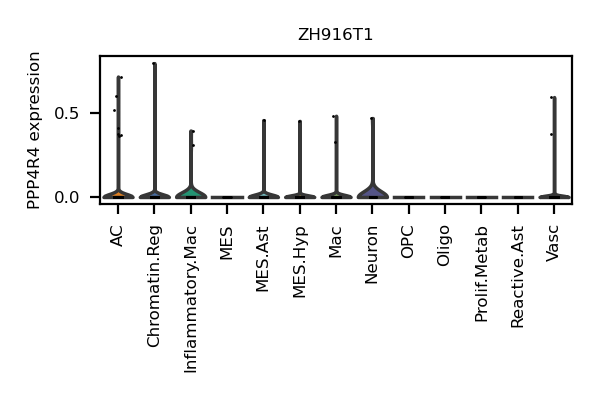 ZH916T1
PPP4R4 expression
0.5
0.0
AC
Chromatin.Reg
Inflammatory.Mac
MES
MES.Ast
MES.Hyp
Mac
Neuron
OPC
Oligo
Prolif.Metab
Reactive.Ast
Vasc